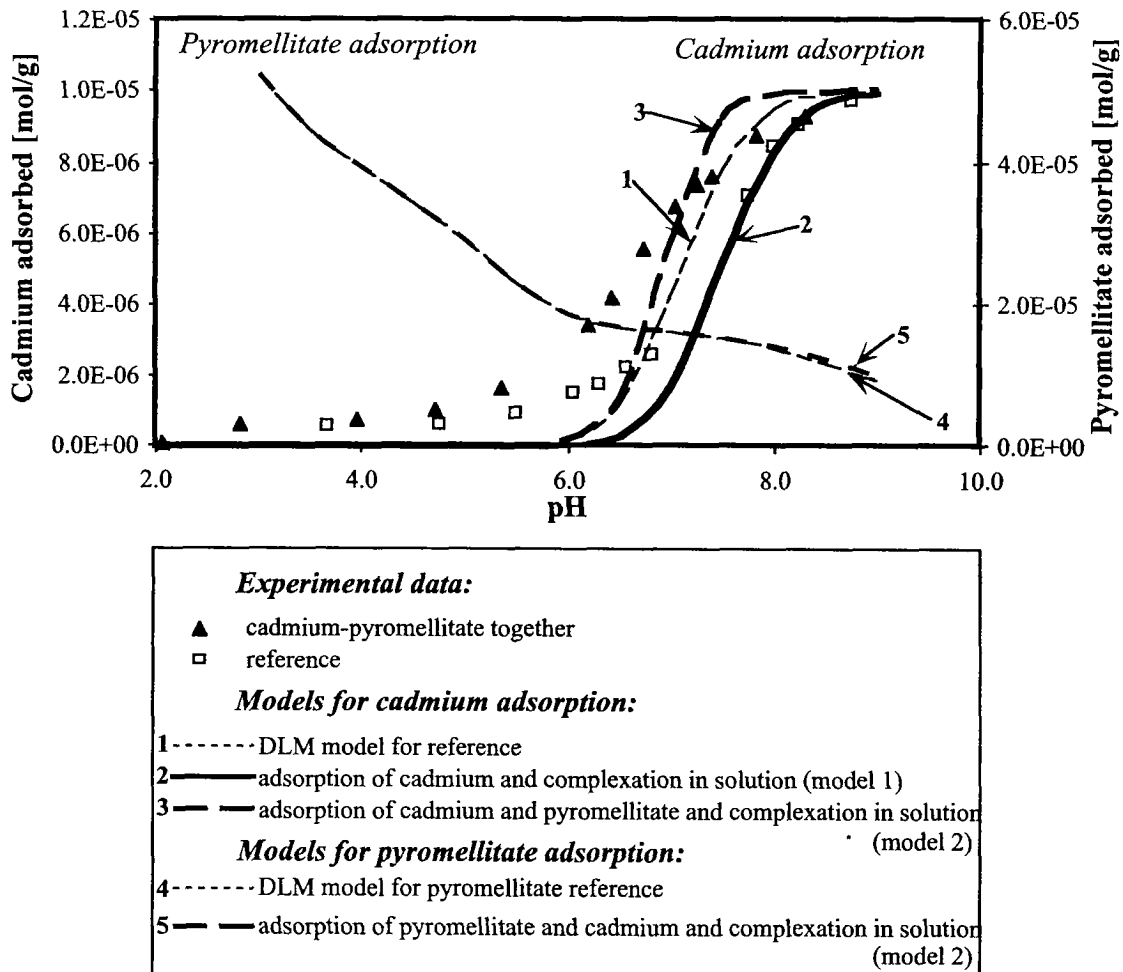 Pyromellitate adsorption
Cadmium adsorption
Cadmium adsorbed [mol/g]
1.2E-05
1.0E-05
8.0E-06
6.0E-06
4.0E-06
2.0E-06
0.0E+00
Pyromellitate adsorbed [mol/g]
6.0E-05
4.0E-05
2.0E-05
0.0E+00
3
1
2
5
4
2.0
4.0
6.0
8.0
10.0
pH
Experimental data:
▲ cadmium-pyromellitate together
□ reference
Models for cadmium adsorption:
1 DLM model for reference
2 adsorption of cadmium and complexation in solution (model 1)
3 adsorption of cadmium and pyromellitate and complexation in solution
(model 2)
Models for pyromellitate adsorption:
4 DLM model for pyromellitate reference
5 adsorption of pyromellitate and cadmium and complexation in solution
(model 2)